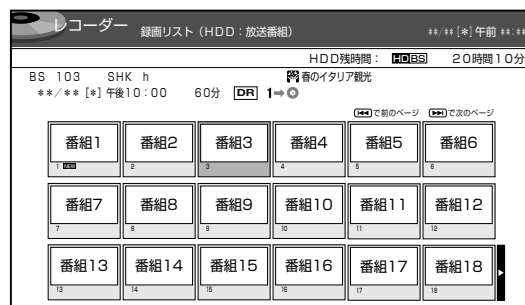 レコーダー 録画リスト（HDD：放送番組） **/**[*]午前 **:**
HDD残時間： HD BS 20時間10分
BS 103 SHK h 春のイタリア観光
**/** [*] 午後10：00 60分 DR 1➡
⏮で前のページ ⏭で次のページ
番組1 番組2 番組3 番組4 番組5 番組6
1 NEW 2 3 4 5 6
番組7 番組8 番組9 番組10 番組11 番組12
7 8 9 10 11 12
番組13 番組14 番組15 番組16 番組17 番組18
13 14 15 16 17 18